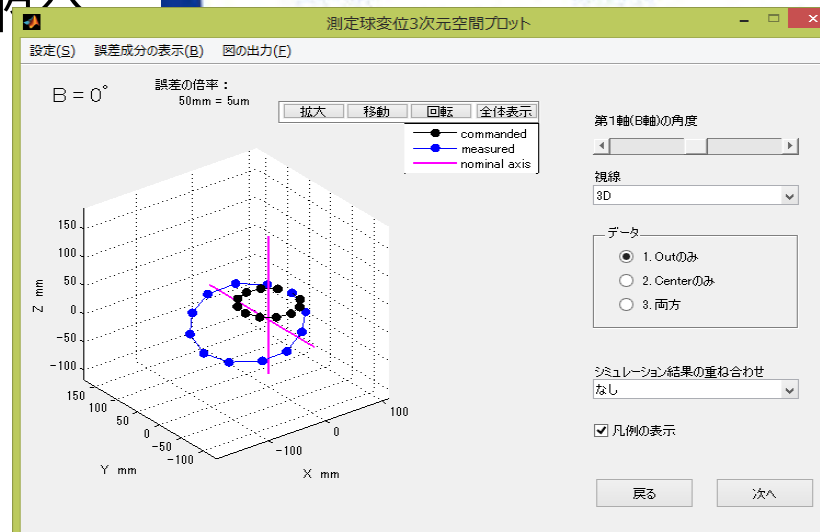 測定球変位3次元空間プロット
設定(S) 誤差成分の表示(B) 図の出力(F)
B = 0°
誤差の倍率：
50mm = 5um
拡大 移動 回転 全体表示
commanded
measured
nominal axis
150
100
50
0
-50
-100
Z mm
150
100
50
0
-50
-100
Y mm
-100
0
100
X mm
第1軸(B軸)の角度
視線
3D
データ
1. Outのみ
2. Centerのみ
3. 両方
シミュレーション結果の重ね合わせ
なし
凡例の表示
戻る 次へ